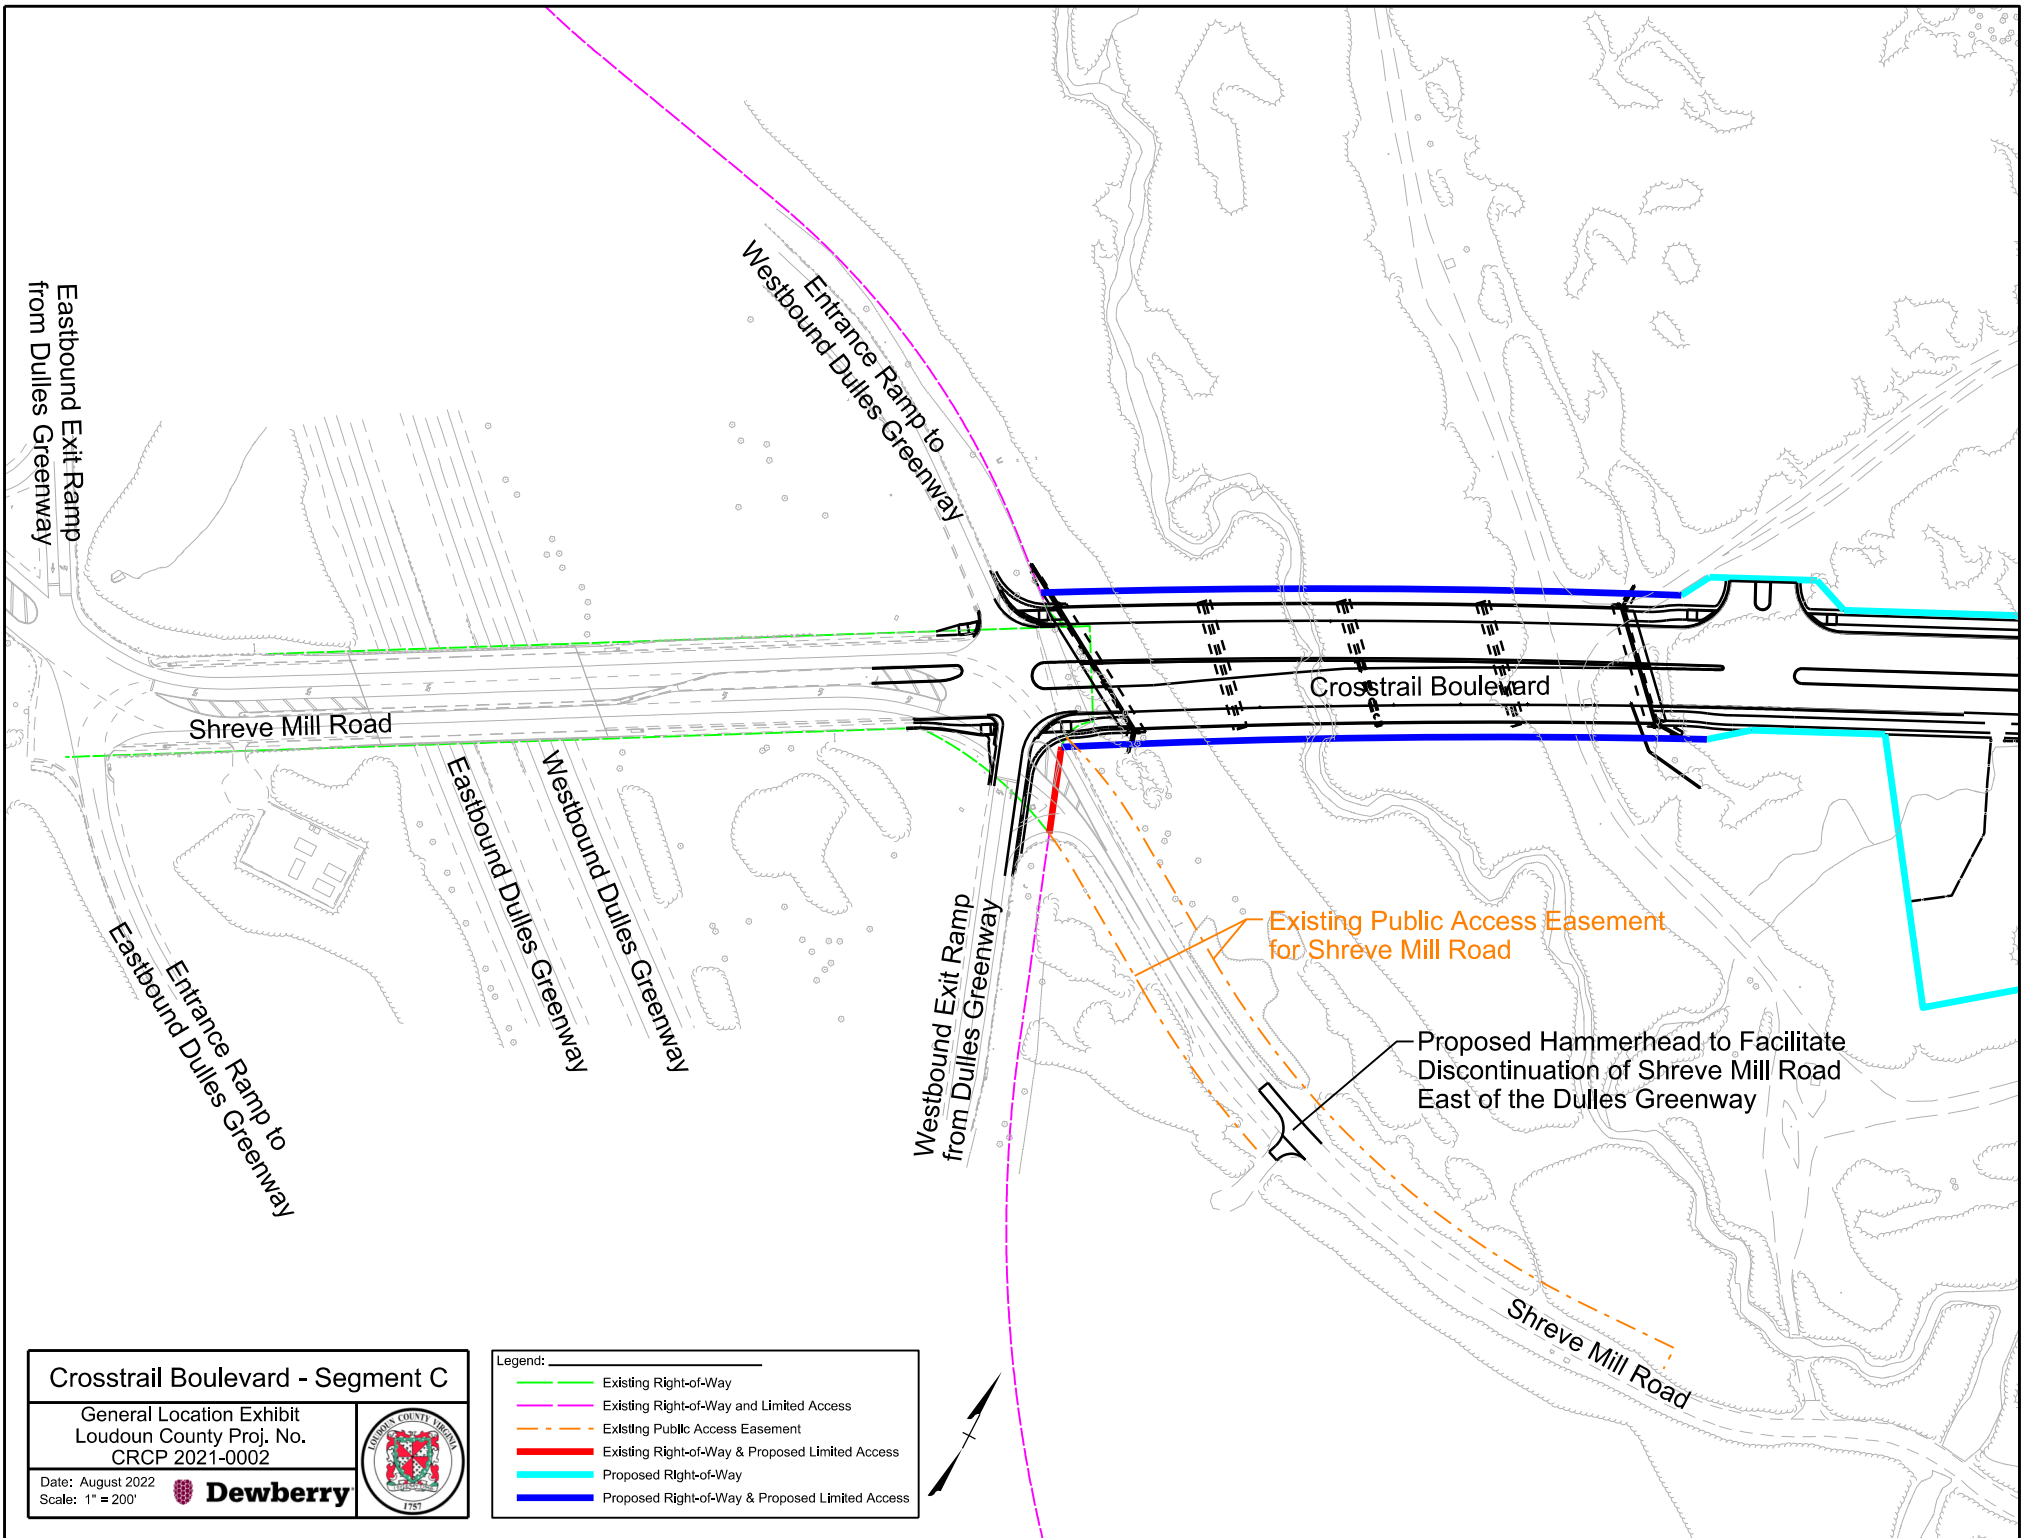 Eastbound Exit Ramp
from Dulles Greenway
Entrance Ramp to
Westbound Dulles Greenway
Shreve Mill Road
Crosstrail Boulevard
Eastbound Dulles Greenway
Westbound Dulles Greenway
Entrance Ramp to
Eastbound Dulles Greenway
Westbound Exit Ramp
from Dulles Greenway
Existing Public Access Easement
for Shreve Mill Road
Proposed Hammerhead to Facilitate
Discontinuation of Shreve Mill Road
East of the Dulles Greenway
Shreve Mill Road
Crosstrail Boulevard - Segment C
General Location Exhibit
Loudoun County Proj. No.
CRCP 2021-0002
Date: August 2022
Scale: 1" = 200'
Dewberry
LOUDOUN COUNTY VIRGINIA
1757
Legend:
Existing Right-of-Way
Existing Right-of-Way and Limited Access
Existing Public Access Easement
Existing Right-of-Way & Proposed Limited Access
Proposed Right-of-Way
Proposed Right-of-Way & Proposed Limited Access